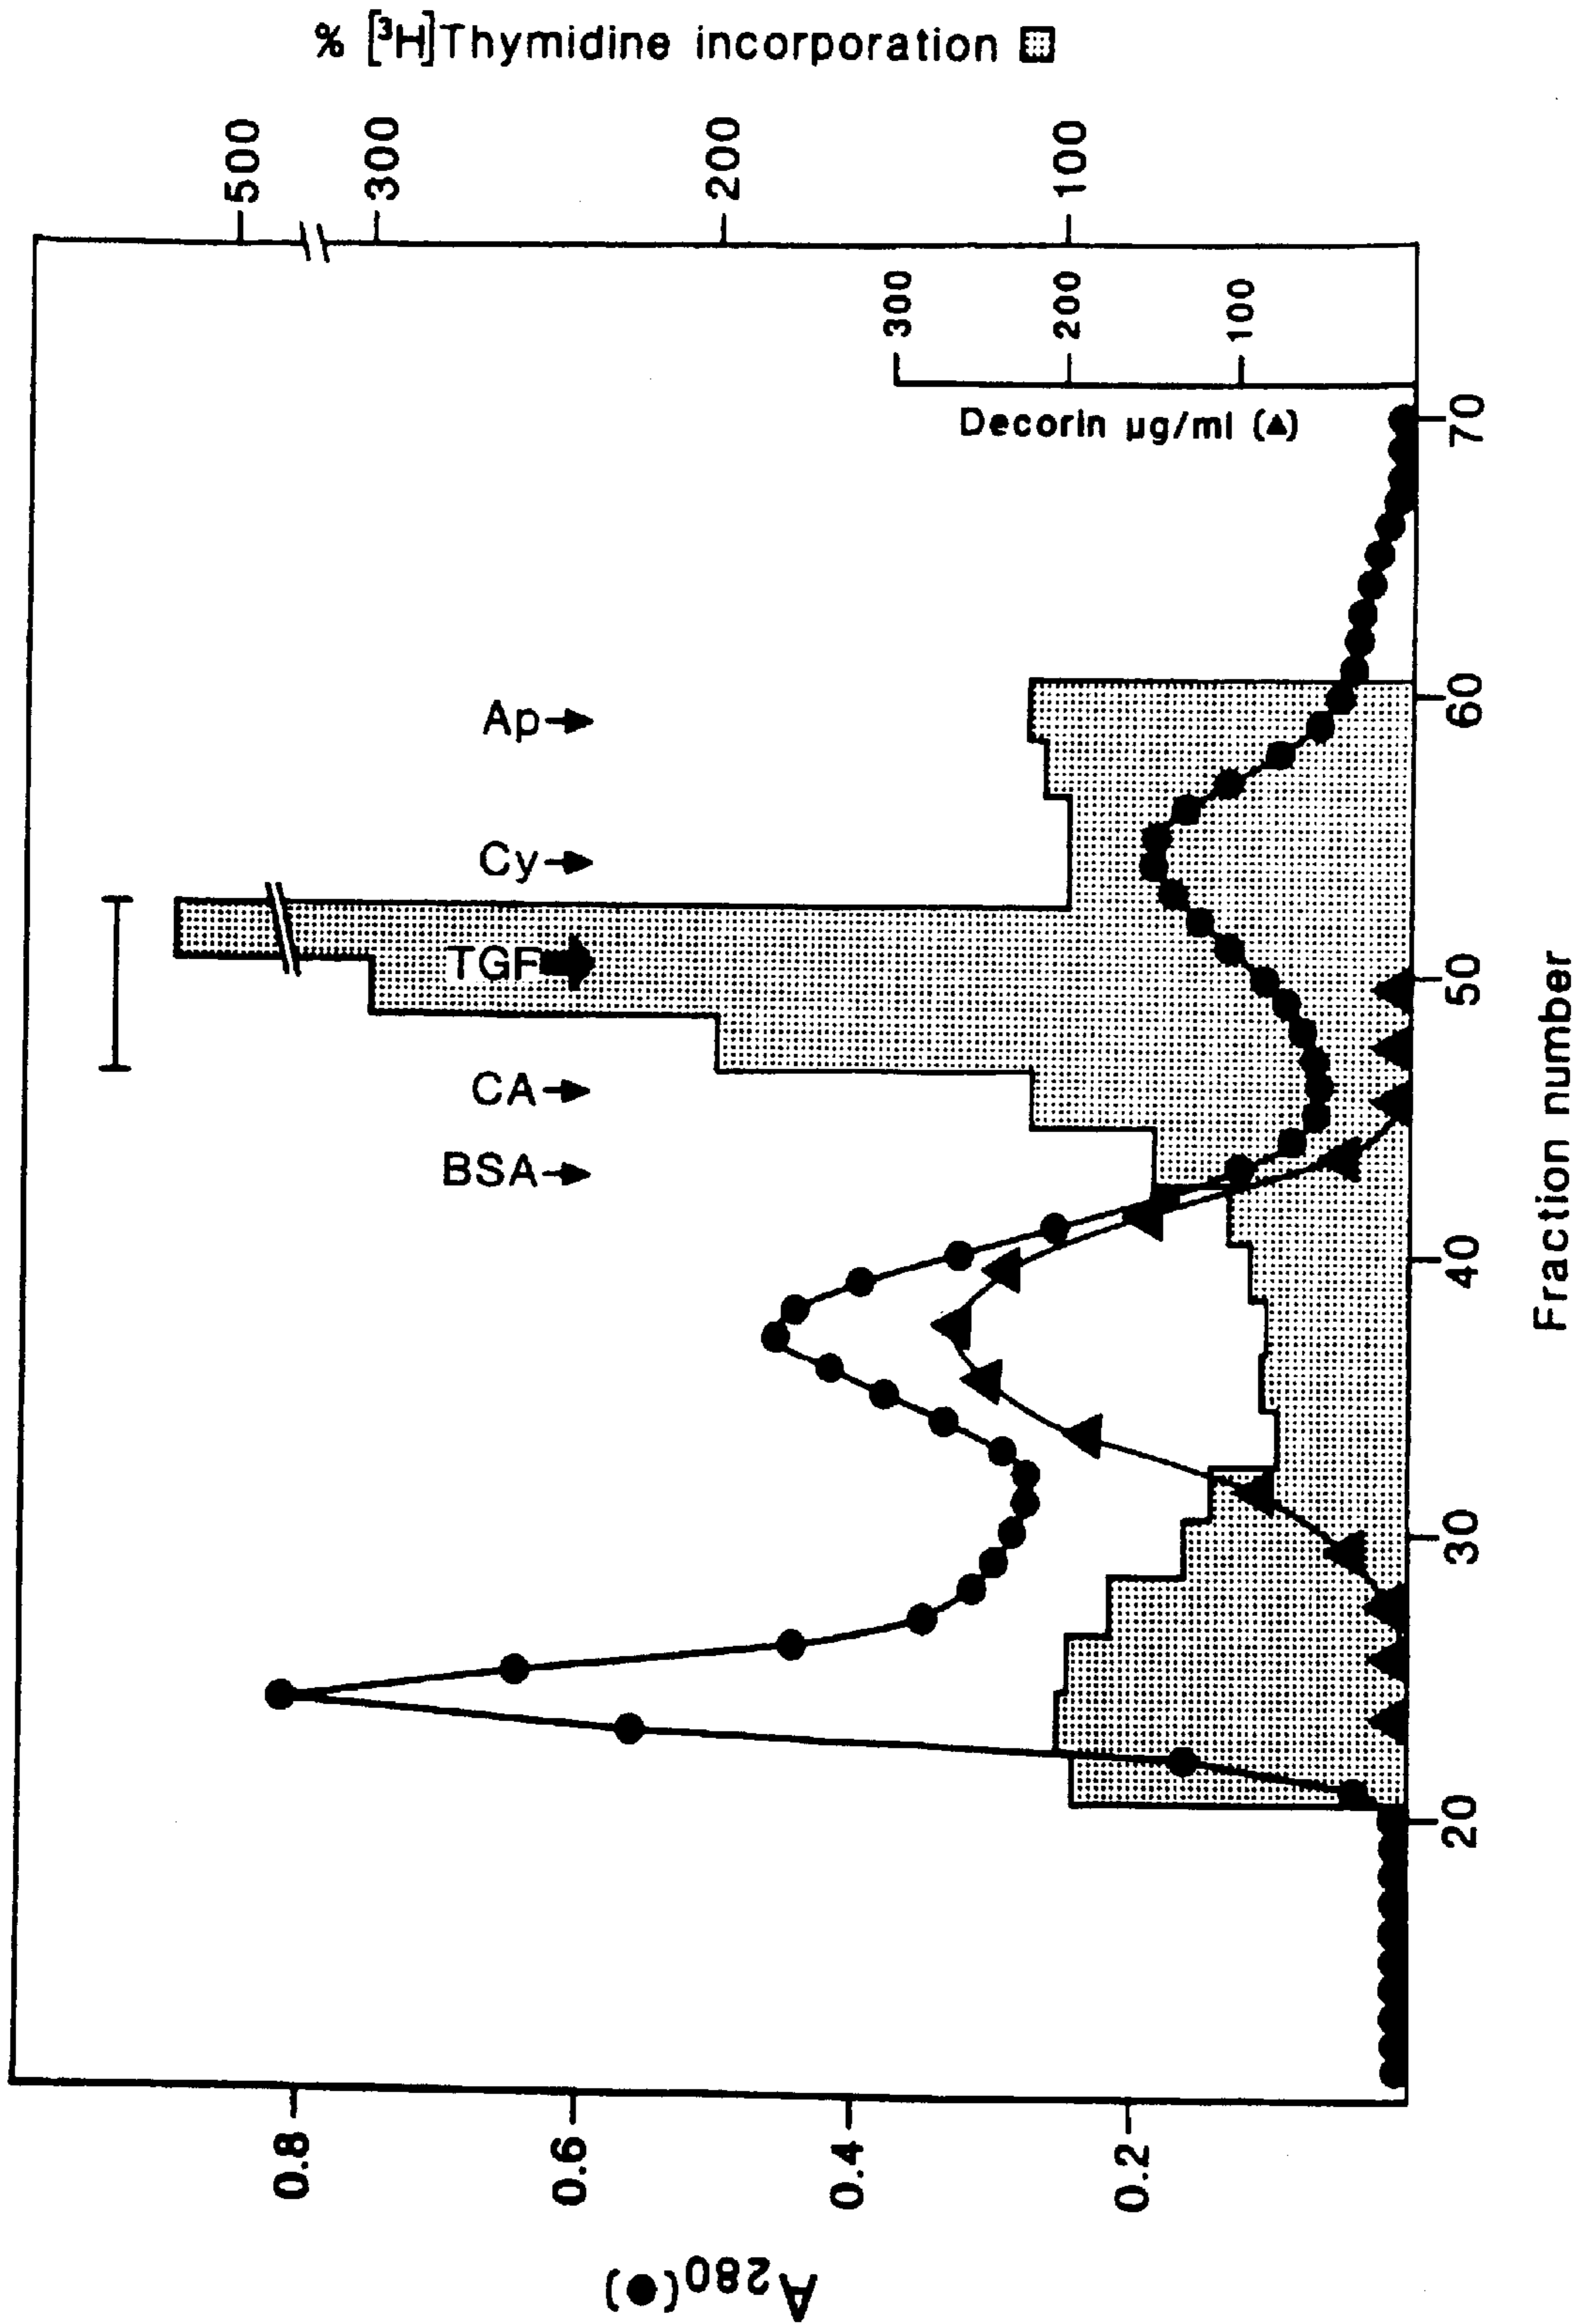 % [³H]Thymidine incorporation
500
300
200
100
300
200
100
Decorin µg/ml (▲)
Ap
Cy
TGF
CA
BSA
20
30
40
50
60
70
Fraction number
0.8
0.6
0.4
0.2
A₂₈₀(●)